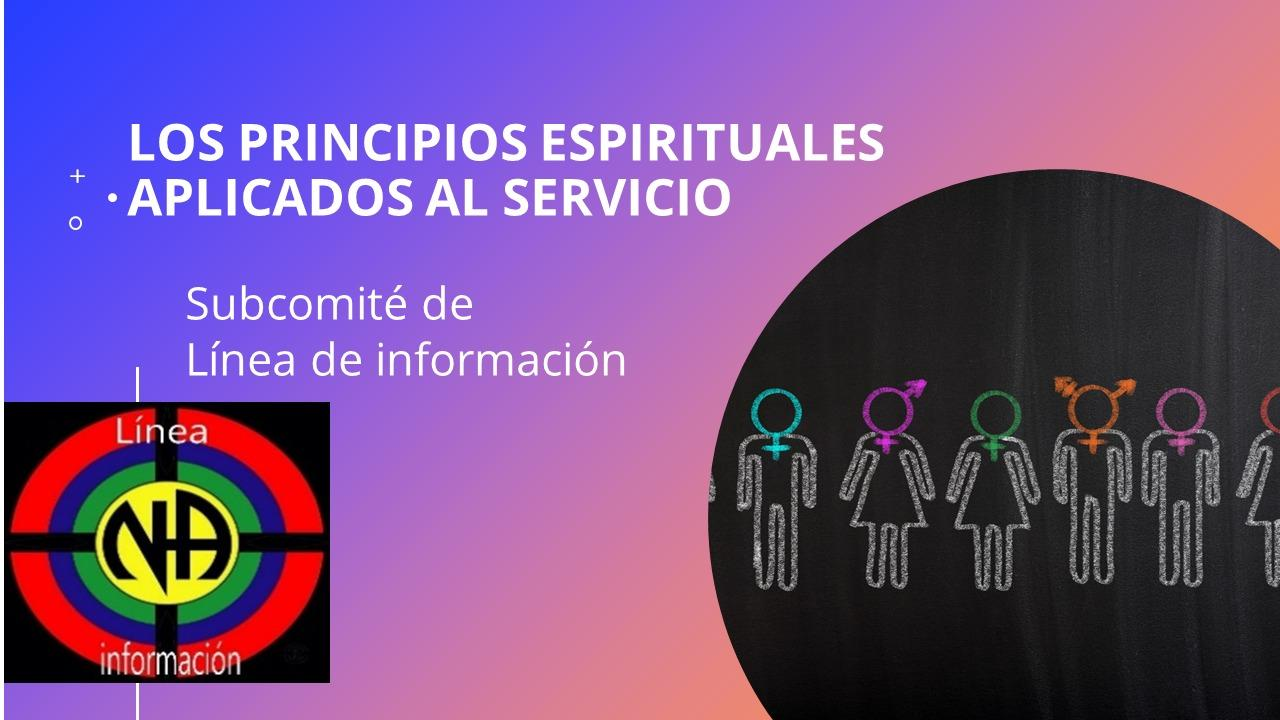 LOS PRINCIPIOS ESPIRITUALES
APLICADOS AL SERVICIO
Subcomité de
Línea de información
Línea
NA
información